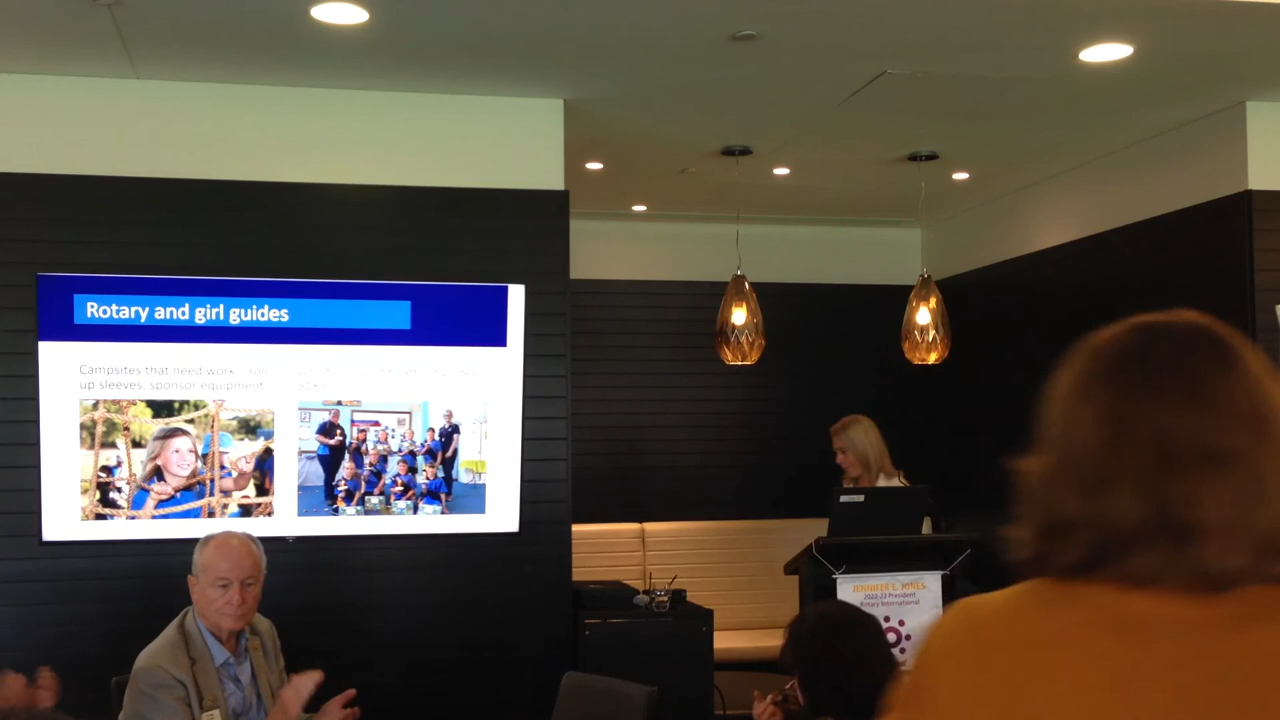 Rotary and girl guides
Campsites that need work – roll
up sleeves, sponsor equipment
JENNIFER E. JONES
2022-23 President
Rotary International